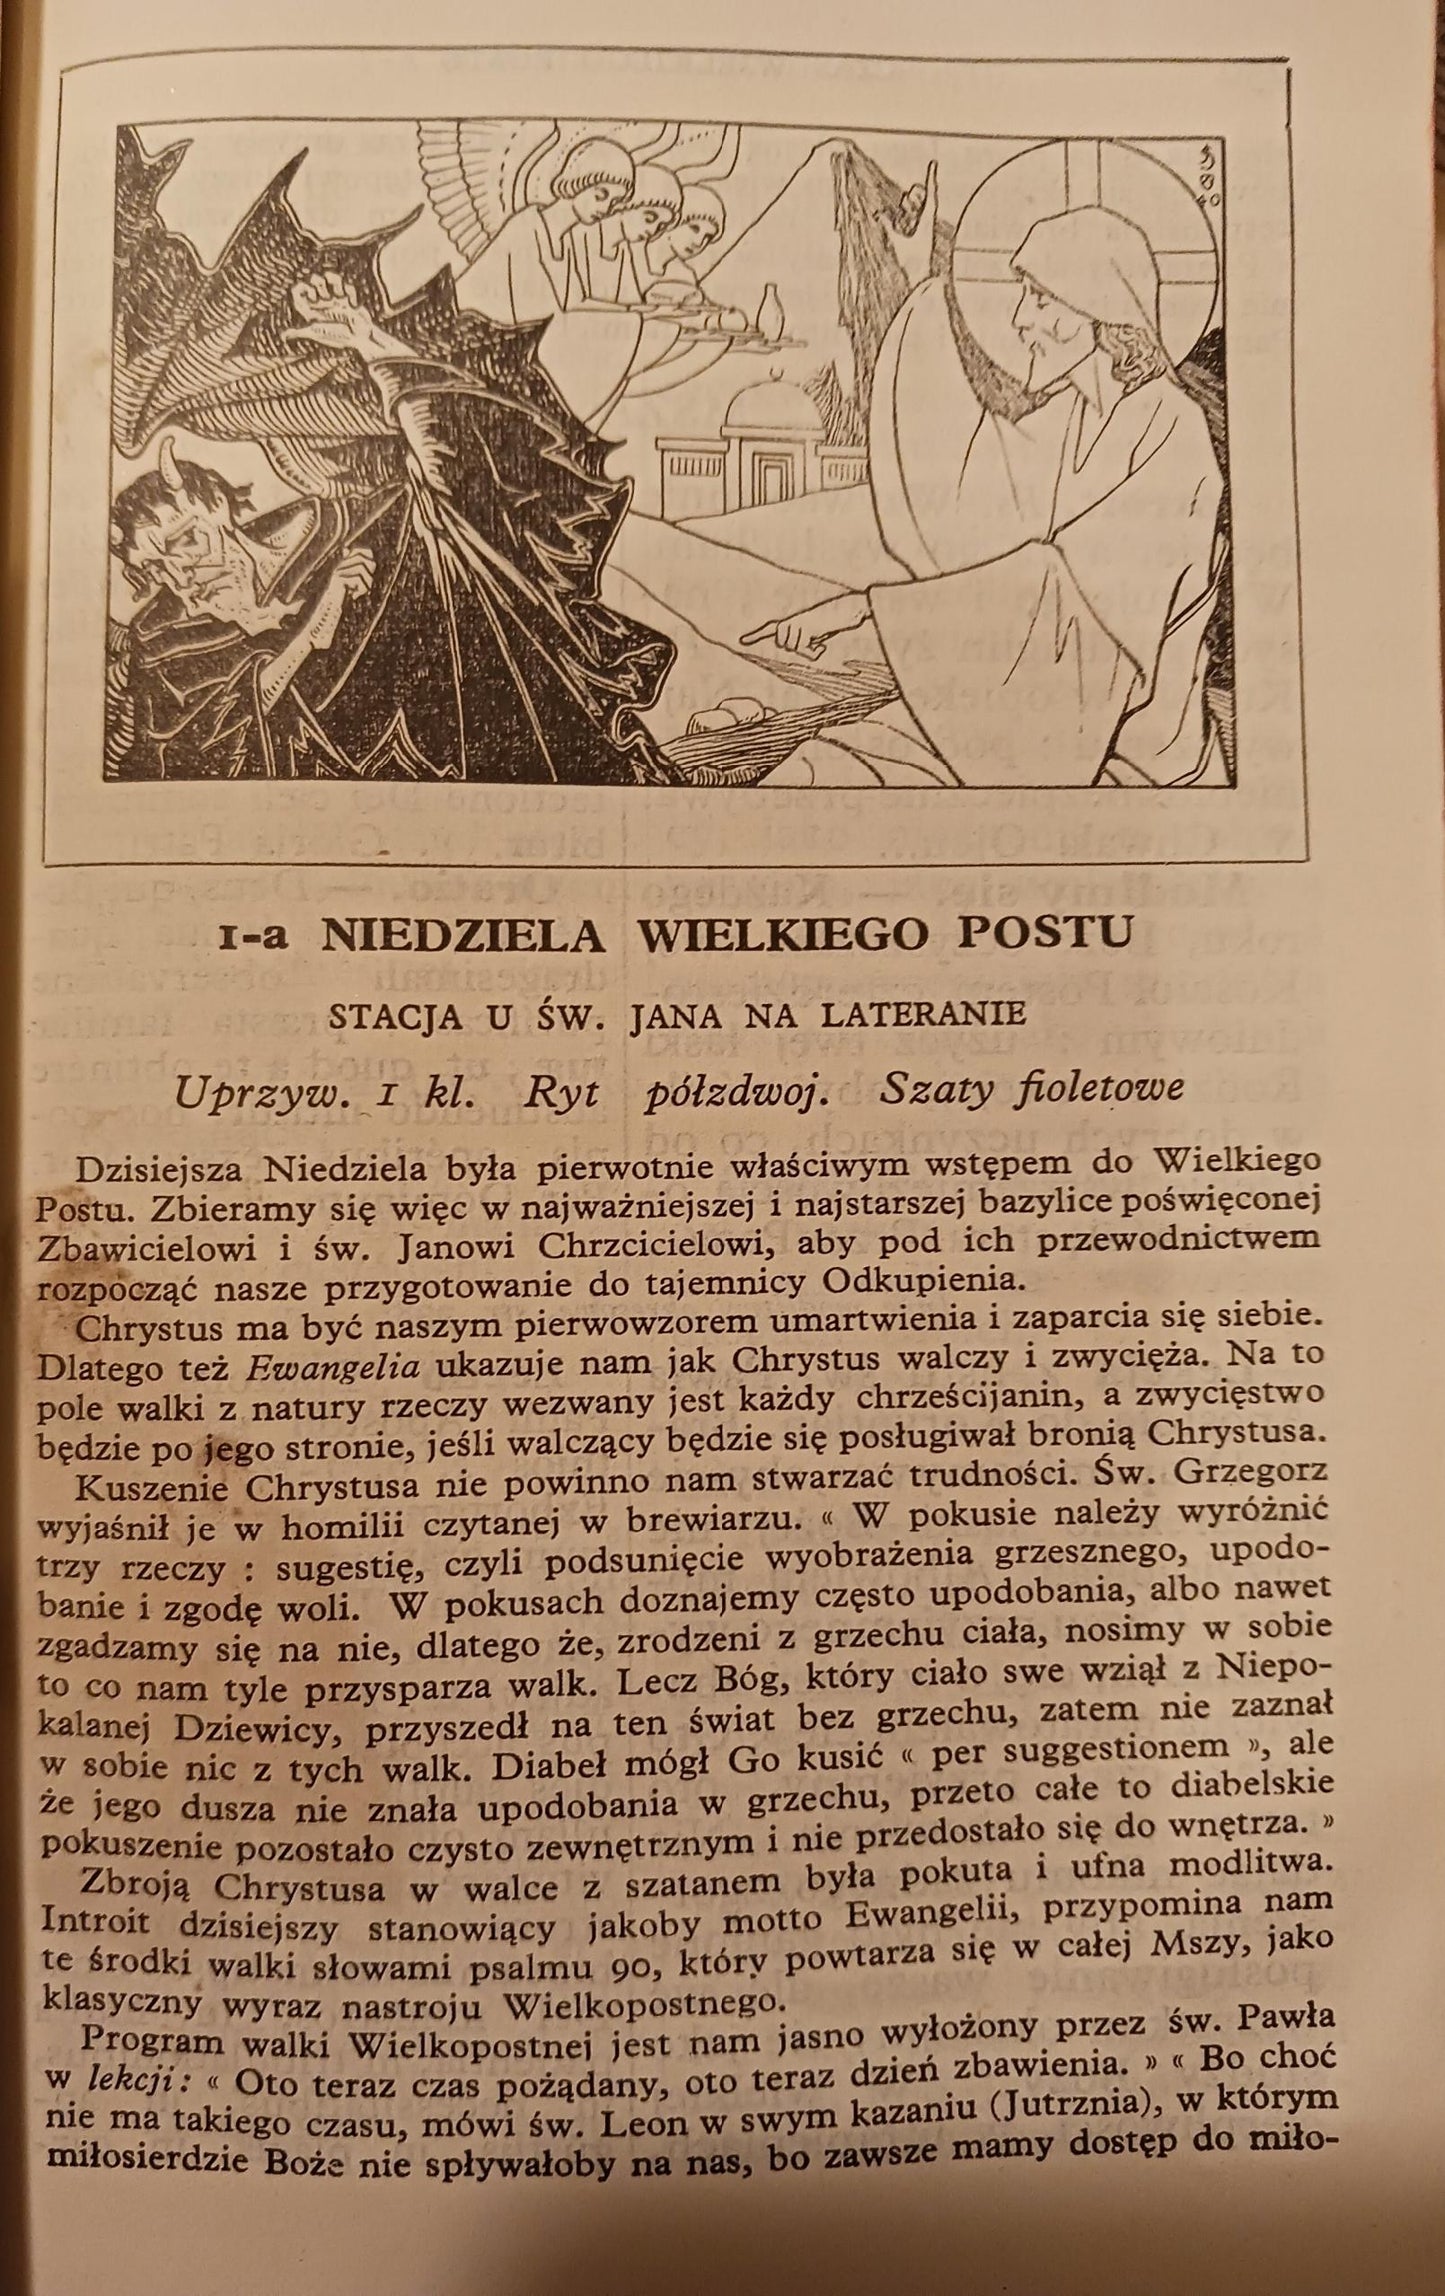 1-a NIEDZIELA WIELKIEGO POSTU
STACJA U ŚW. JANA NA LATERANIE
Uprzyw. 1 kl. Ryt półzdwoj. Szaty fioletowe
Dzisiejsza Niedziela była pierwotnie właściwym wstępem do Wielkiego
Postu. Zbieramy się więc w najważniejszej i najstarszej bazylice poświęconej
Zbawicielowi i św. Janowi Chrzcicielowi, aby pod ich przewodnictwem
rozpocząć nasze przygotowanie do tajemnicy Odkupienia.
Chrystus ma być naszym pierwowzorem umartwienia i zaparcia się siebie.
Dlatego też Ewangelia ukazuje nam jak Chrystus walczy i zwycięża. Na to
pole walki z natury rzeczy wezwany jest każdy chrześcijanin, a zwycięstwo
będzie po jego stronie, jeśli walczący będzie się posługiwał bronią Chrystusa.
Kuszenie Chrystusa nie powinno nam stwarzać trudności. Św. Grzegorz
wyjaśnił je w homilii czytanej w brewiarzu. « W pokusie należy wyróżnić
trzy rzeczy : sugestię, czyli podsunięcie wyobrażenia grzesznego, upodo-
banie i zgodę woli. W pokusach doznajemy często upodobania, albo nawet
zgadzamy się na nie, dlatego że, zrodzeni z grzechu ciała, nosimy w sobie
to co nam tyle przysparza walk. Lecz Bóg, który ciało swe wziął z Niepo-
kalanej Dziewicy, przyszedł na ten świat bez grzechu, zatem nie zaznał
w sobie nic z tych walk. Diabeł mógł Go kusić « per suggestionem », ale
że jego dusza nie znała upodobania w grzechu, przeto całe to diabelskie
pokuszenie pozostało czysto zewnętrznym i nie przedostało się do wnętrza. »
Zbroją Chrystusa w walce z szatanem była pokuta i ufna modlitwa.
Introit dzisiejszy stanowiący jakoby motto Ewangelii, przypomina nam
te środki walki słowami psalmu 90, który powtarza się w całej Mszy, jako
klasyczny wyraz nastroju Wielkopostnego.
Program walki Wielkopostnej jest nam jasno wyłożony przez św. Pawła
w lekcji: « Oto teraz czas pożądany, oto teraz dzień zbawienia. » « Bo choć
nie ma takiego czasu, mówi św. Leon w swym kazaniu (Jutrznia), w którym
miłosierdzie Boże nie spływałoby na nas, bo zawsze mamy dostęp do miło-